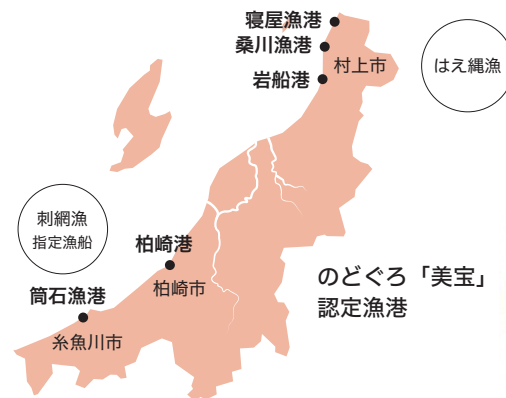 寝屋漁港
桑川漁港
岩船港
村上市
はえ縄漁
刺網漁
指定漁船
柏崎港
柏崎市
筒石漁港
糸魚川市
のどぐろ「美宝」
認定漁港